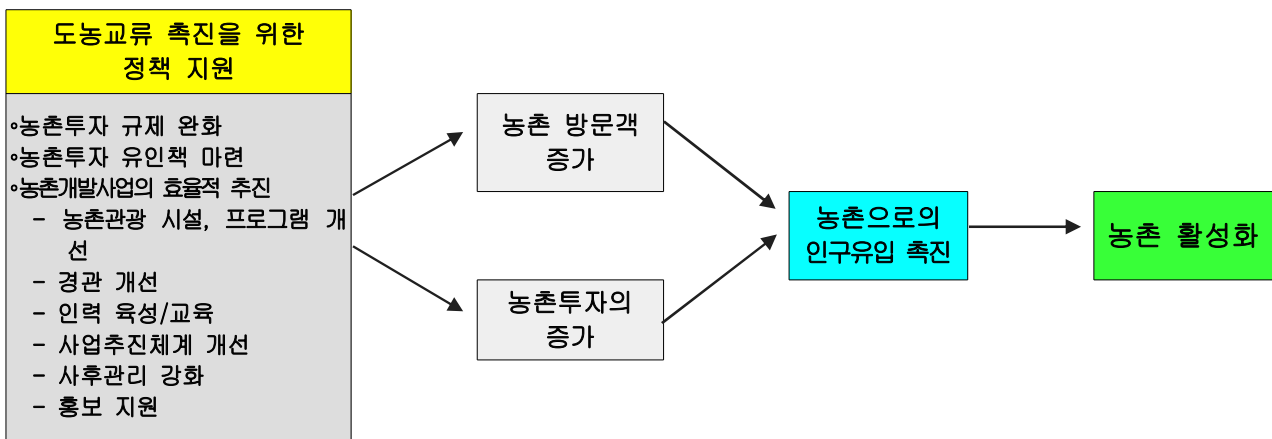 도농교류 촉진을 위한
정책 지원
∘농촌투자 규제 완화
∘농촌투자 유인책 마련
∘농촌개발사업의 효율적 추진
- 농촌관광 시설, 프로그램 개
선
- 경관 개선
- 인력 육성/교육
- 사업추진체계 개선
- 사후관리 강화
- 홍보 지원
농촌 방문객
증가
농촌투자의
증가
농촌으로의
인구유입 촉진
농촌 활성화